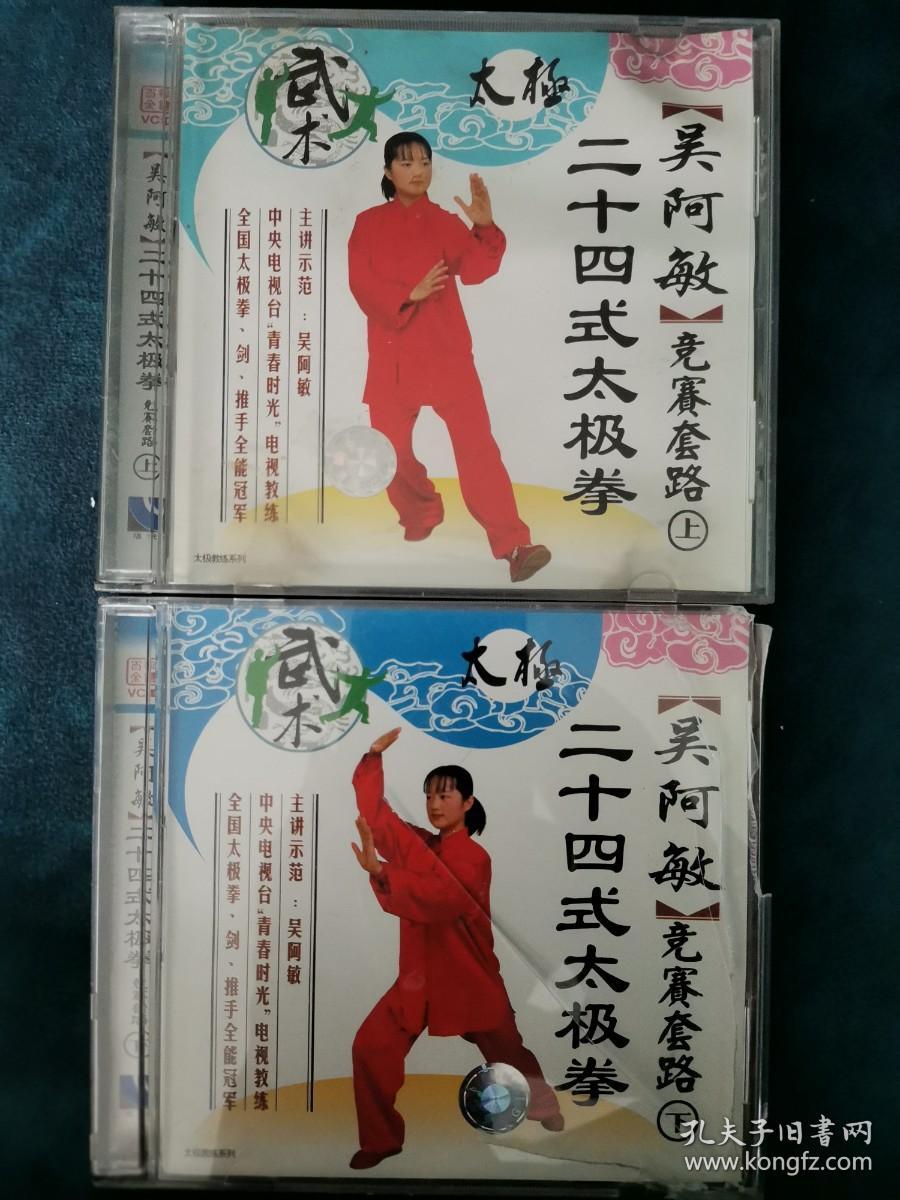 武术
太極
【吴阿敏】竞赛套路上
二十四式太极拳
主讲示范：吴阿敏
中央电视台“青春时光”电视教练
全国太极拳、剑、推手全能冠军
太极教练系列
【吴阿敏】二十四式太极拳 竞赛套路 上
武术
太極
【吴阿敏】竞赛套路下
二十四式太极拳
主讲示范：吴阿敏
中央电视台“青春时光”电视教练
全国太极拳、剑、推手全能冠军
太极教练系列
【吴阿敏】二十四式太极拳
孔夫子旧书网
www.kongfz.com